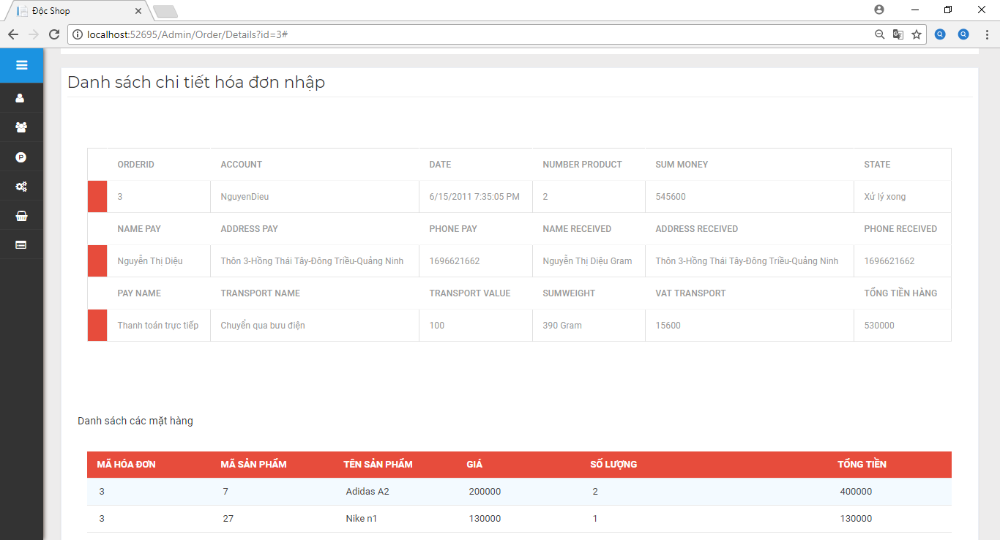 Độc Shop
localhost:52695/Admin/Order/Details?id=3#
Danh sách chi tiết hóa đơn nhập
ORDERID ACCOUNT DATE NUMBER PRODUCT SUM MONEY STATE
3 NguyenDieu 6/15/2011 7:35:05 PM 2 545600 Xử lý xong
NAME PAY ADDRESS PAY PHONE PAY NAME RECEIVED ADDRESS RECEIVED PHONE RECEIVED
Nguyễn Thị Diệu Thôn 3-Hồng Thái Tây-Đông Triều-Quảng Ninh 1696621662 Nguyễn Thị Diệu Gram Thôn 3-Hồng Thái Tây-Đông Triều-Quảng Ninh 1696621662
PAY NAME TRANSPORT NAME TRANSPORT VALUE SUMWEIGHT VAT TRANSPORT TỔNG TIỀN HÀNG
Thanh toán trực tiếp Chuyển qua bưu điện 100 390 Gram 15600 530000
Danh sách các mặt hàng
MÃ HÓA ĐƠN MÃ SẢN PHẨM TÊN SẢN PHẨM GIÁ SỐ LƯỢNG TỔNG TIỀN
3 7 Adidas A2 200000 2 400000
3 27 Nike n1 130000 1 130000